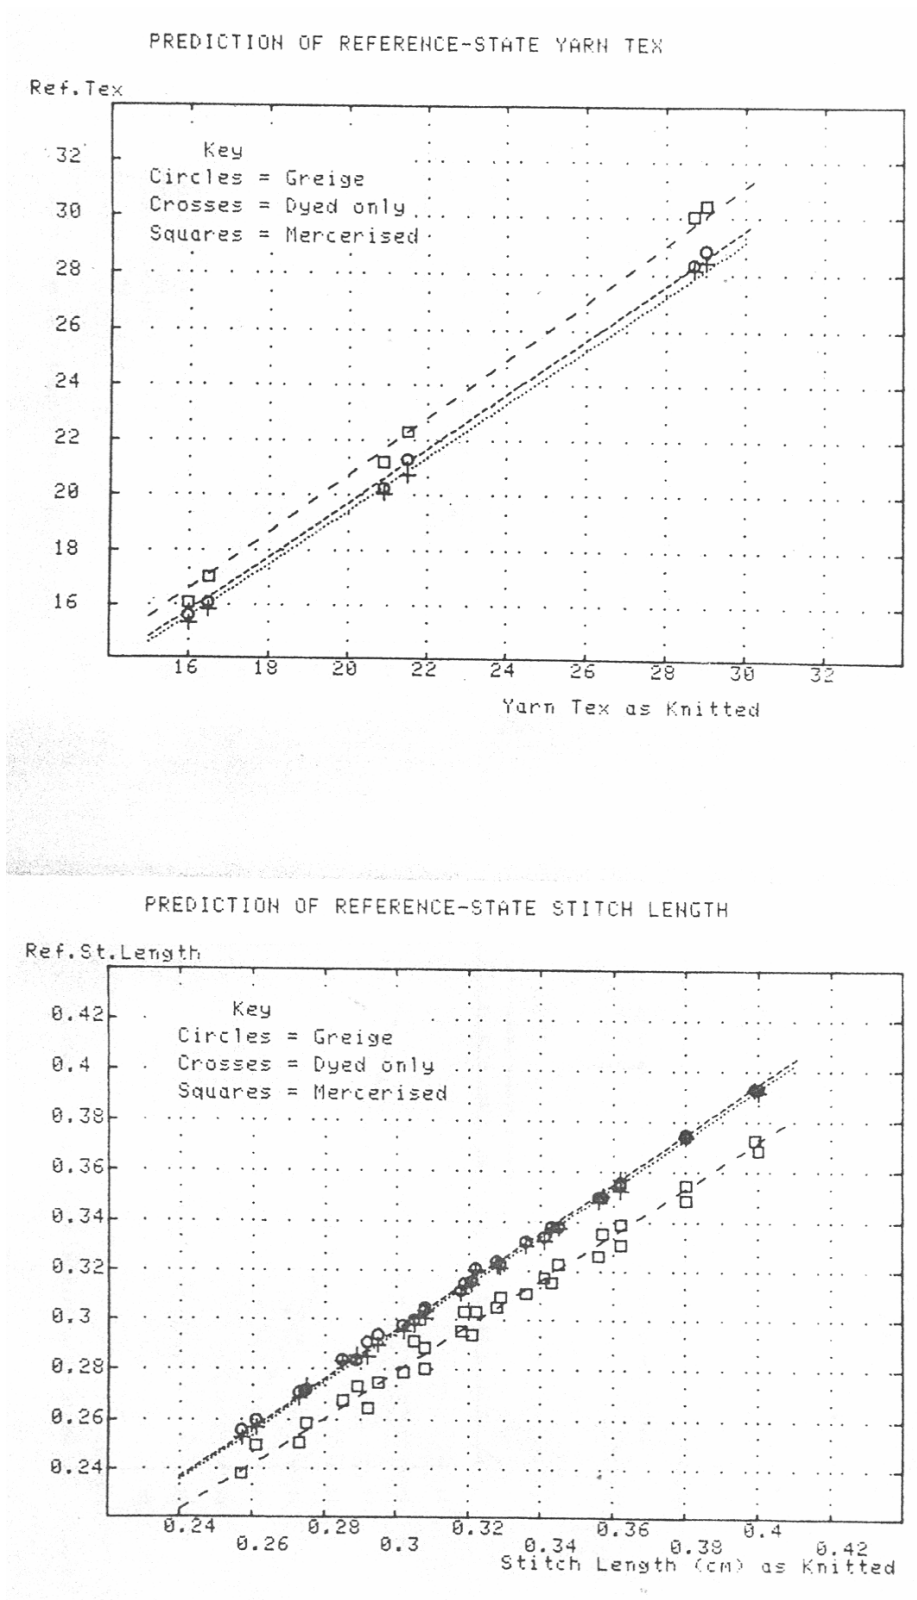 PREDICTION OF REFERENCE-STATE YARN TEX
Ref.Tex
Key
Circles = Greige
Crosses = Dyed only
Squares = Mercerised
32
30
28
26
24
22
20
18
16
16 18 20 22 24 26 28 30 32
Yarn Tex as Knitted
PREDICTION OF REFERENCE-STATE STITCH LENGTH
Ref.St.Length
Key
Circles = Greige
Crosses = Dyed only
Squares = Mercerised
0.42
0.4
0.38
0.36
0.34
0.32
0.3
0.28
0.26
0.24
0.24 0.28 0.32 0.36 0.4
0.26 0.3 0.34 0.38 0.42
Stitch Length (cm) as Knitted